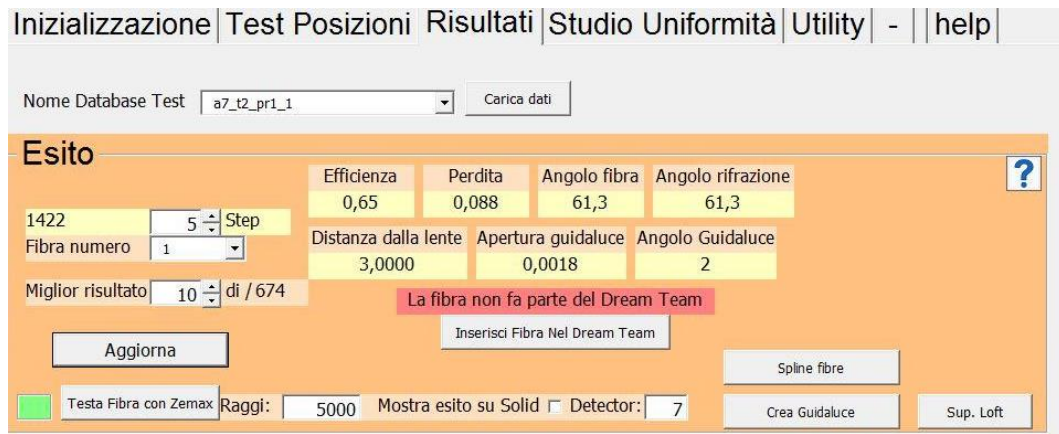 Inizializzazione Test Posizioni Risultati Studio Uniformità Utility - help
Nome Database Test a7_t2_pr1_1 Carica dati
Esito
?
Efficienza Perdita Angolo fibra Angolo rifrazione
0,65 0,088 61,3 61,3
1422 5 Step
Fibra numero 1
Distanza dalla lente Apertura guidaluce Angolo Guidaluce
3,0000 0,0018 2
Miglior risultato 10 di / 674
La fibra non fa parte del Dream Team
Inserisci Fibra Nel Dream Team
Aggiorna
Spline fibre
Testa Fibra con Zemax Raggi: 5000 Mostra esito su Solid Detector: 7 Crea Guidaluce Sup. Loft